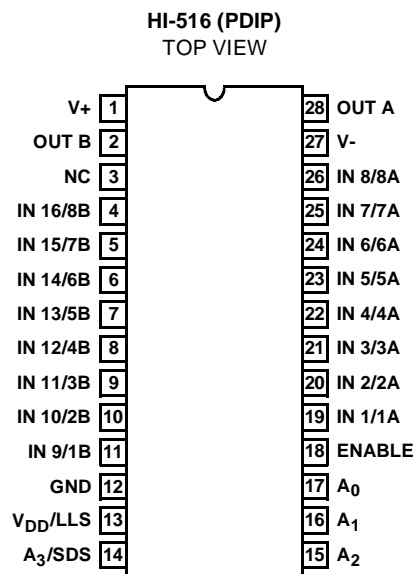 HI-516 (PDIP)
TOP VIEW
V+ 1 28 OUT A
OUT B 2 27 V-
NC 3 26 IN 8/8A
IN 16/8B 4 25 IN 7/7A
IN 15/7B 5 24 IN 6/6A
IN 14/6B 6 23 IN 5/5A
IN 13/5B 7 22 IN 4/4A
IN 12/4B 8 21 IN 3/3A
IN 11/3B 9 20 IN 2/2A
IN 10/2B 10 19 IN 1/1A
IN 9/1B 11 18 ENABLE
GND 12 17 A0
VDD/LLS 13 16 A1
A3/SDS 14 15 A2